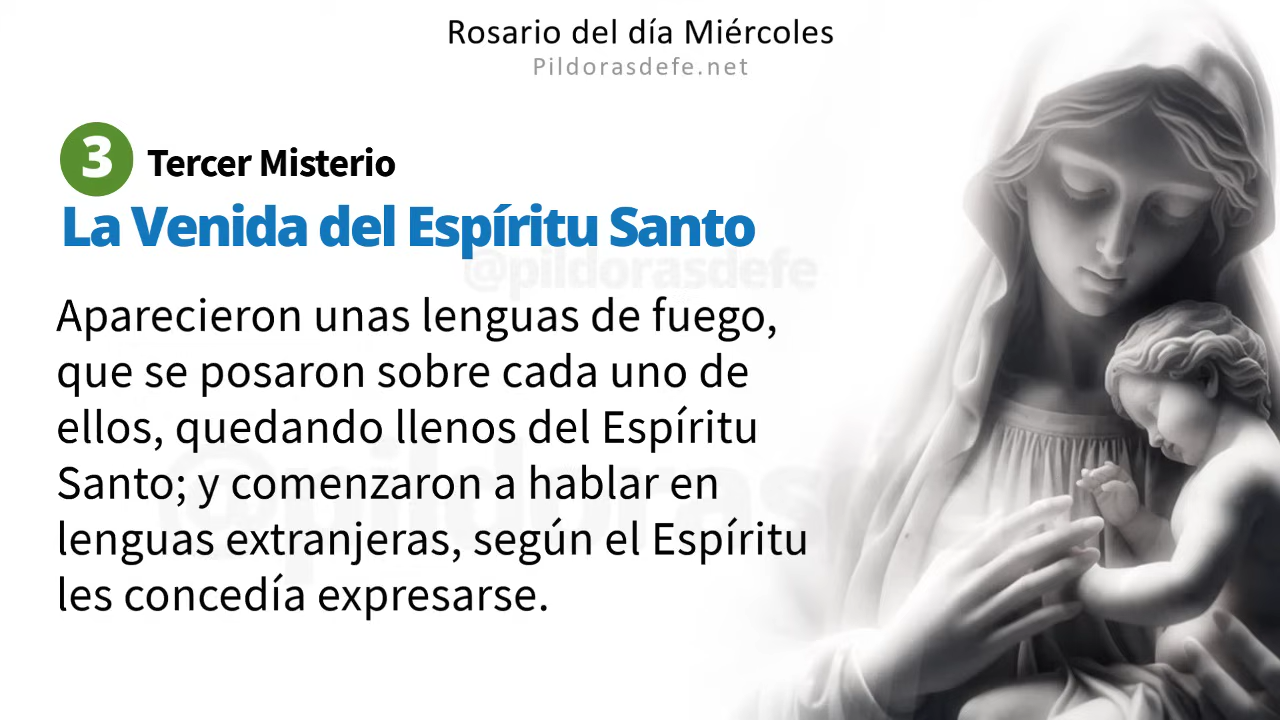 Rosario del día Miércoles
Pildorasdefe.net
3 Tercer Misterio
La Venida del Espíritu Santo
@pildorasdefe
Aparecieron unas lenguas de fuego,
que se posaron sobre cada uno de
ellos, quedando llenos del Espíritu
Santo; y comenzaron a hablar en
lenguas extranjeras, según el Espíritu
les concedía expresarse.